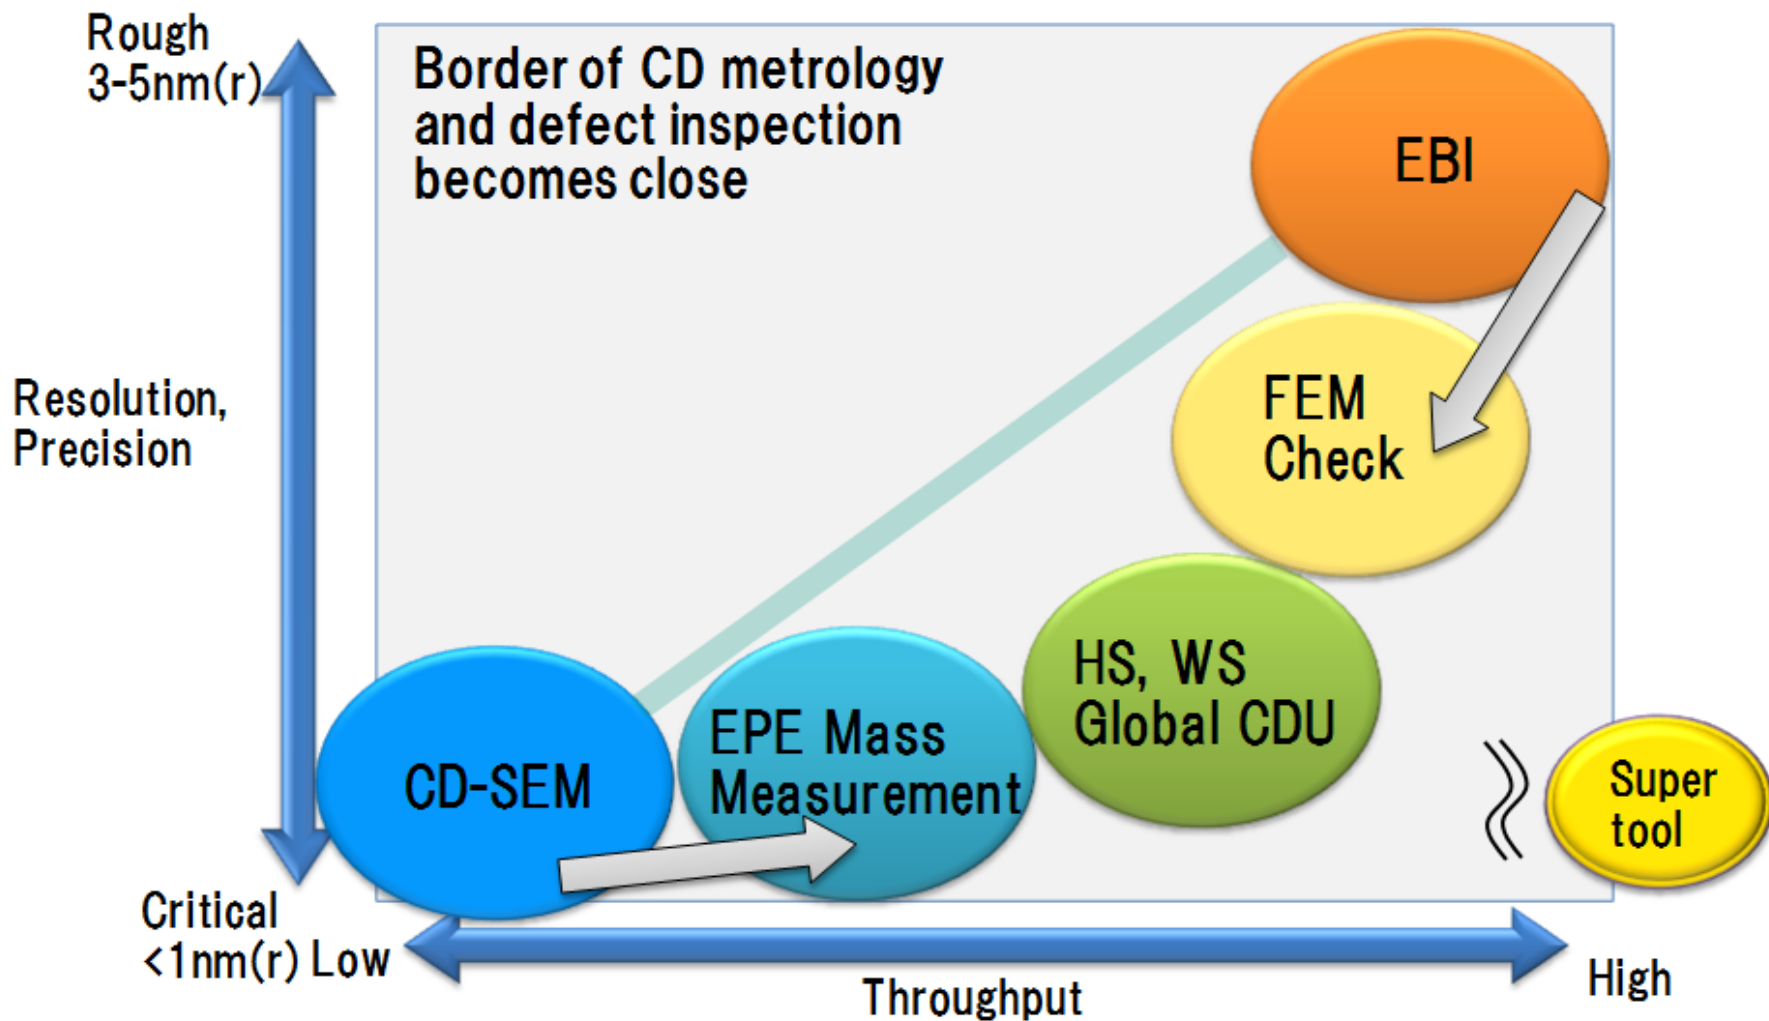 Rough
3-5nm(r)
Border of CD metrology
and defect inspection
becomes close
EBI
Resolution,
Precision
FEM
Check
HS, WS
Global CDU
EPE Mass
Measurement
CD-SEM
Super
tool
Critical
<1nm(r) Low
High
Throughput